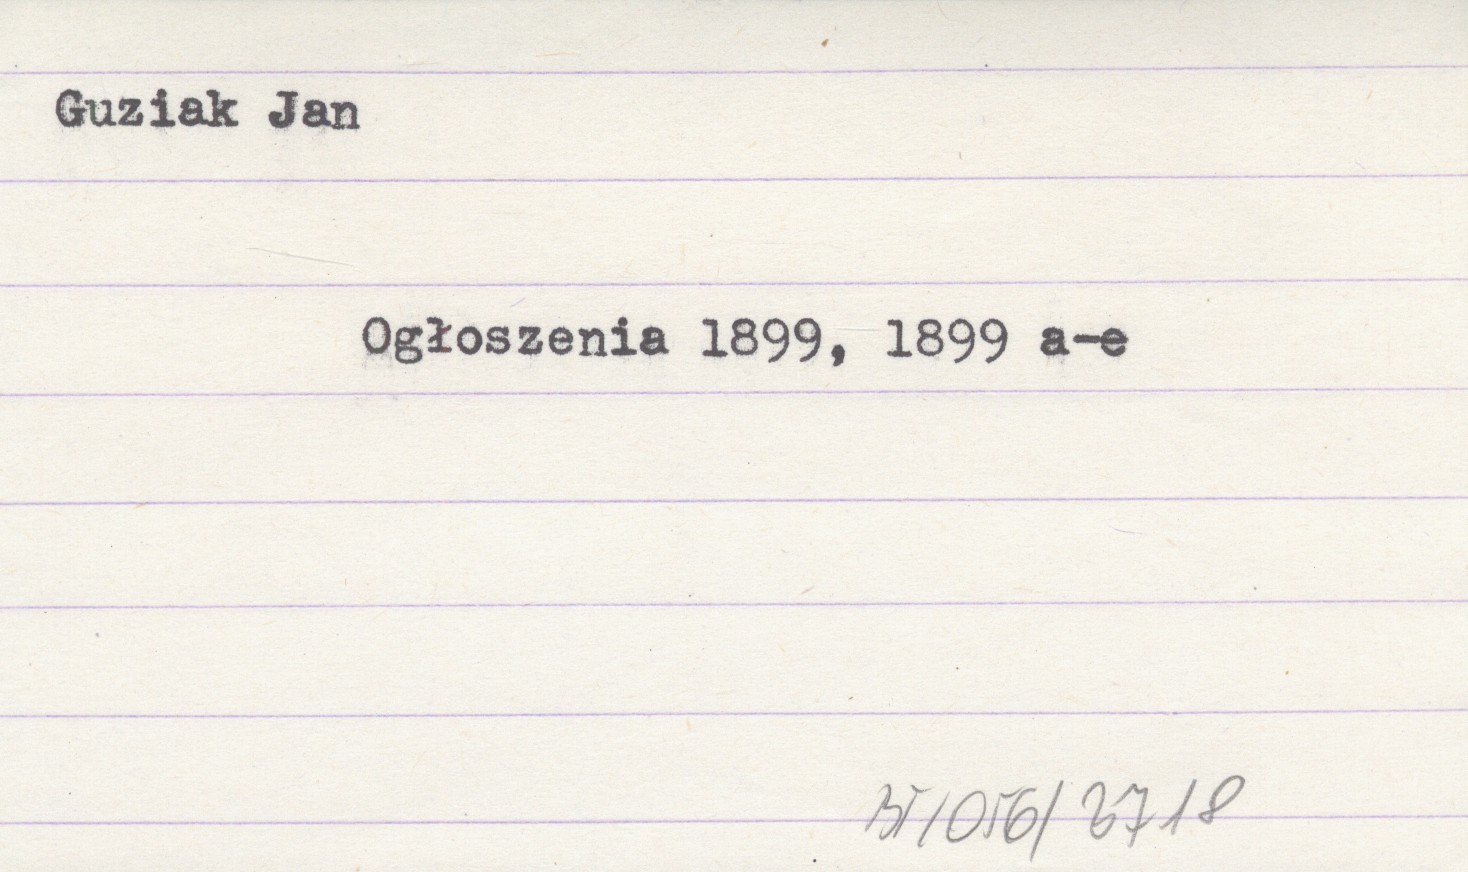 Guziak Jan
Ogłoszenia 1899, 1899 a-e